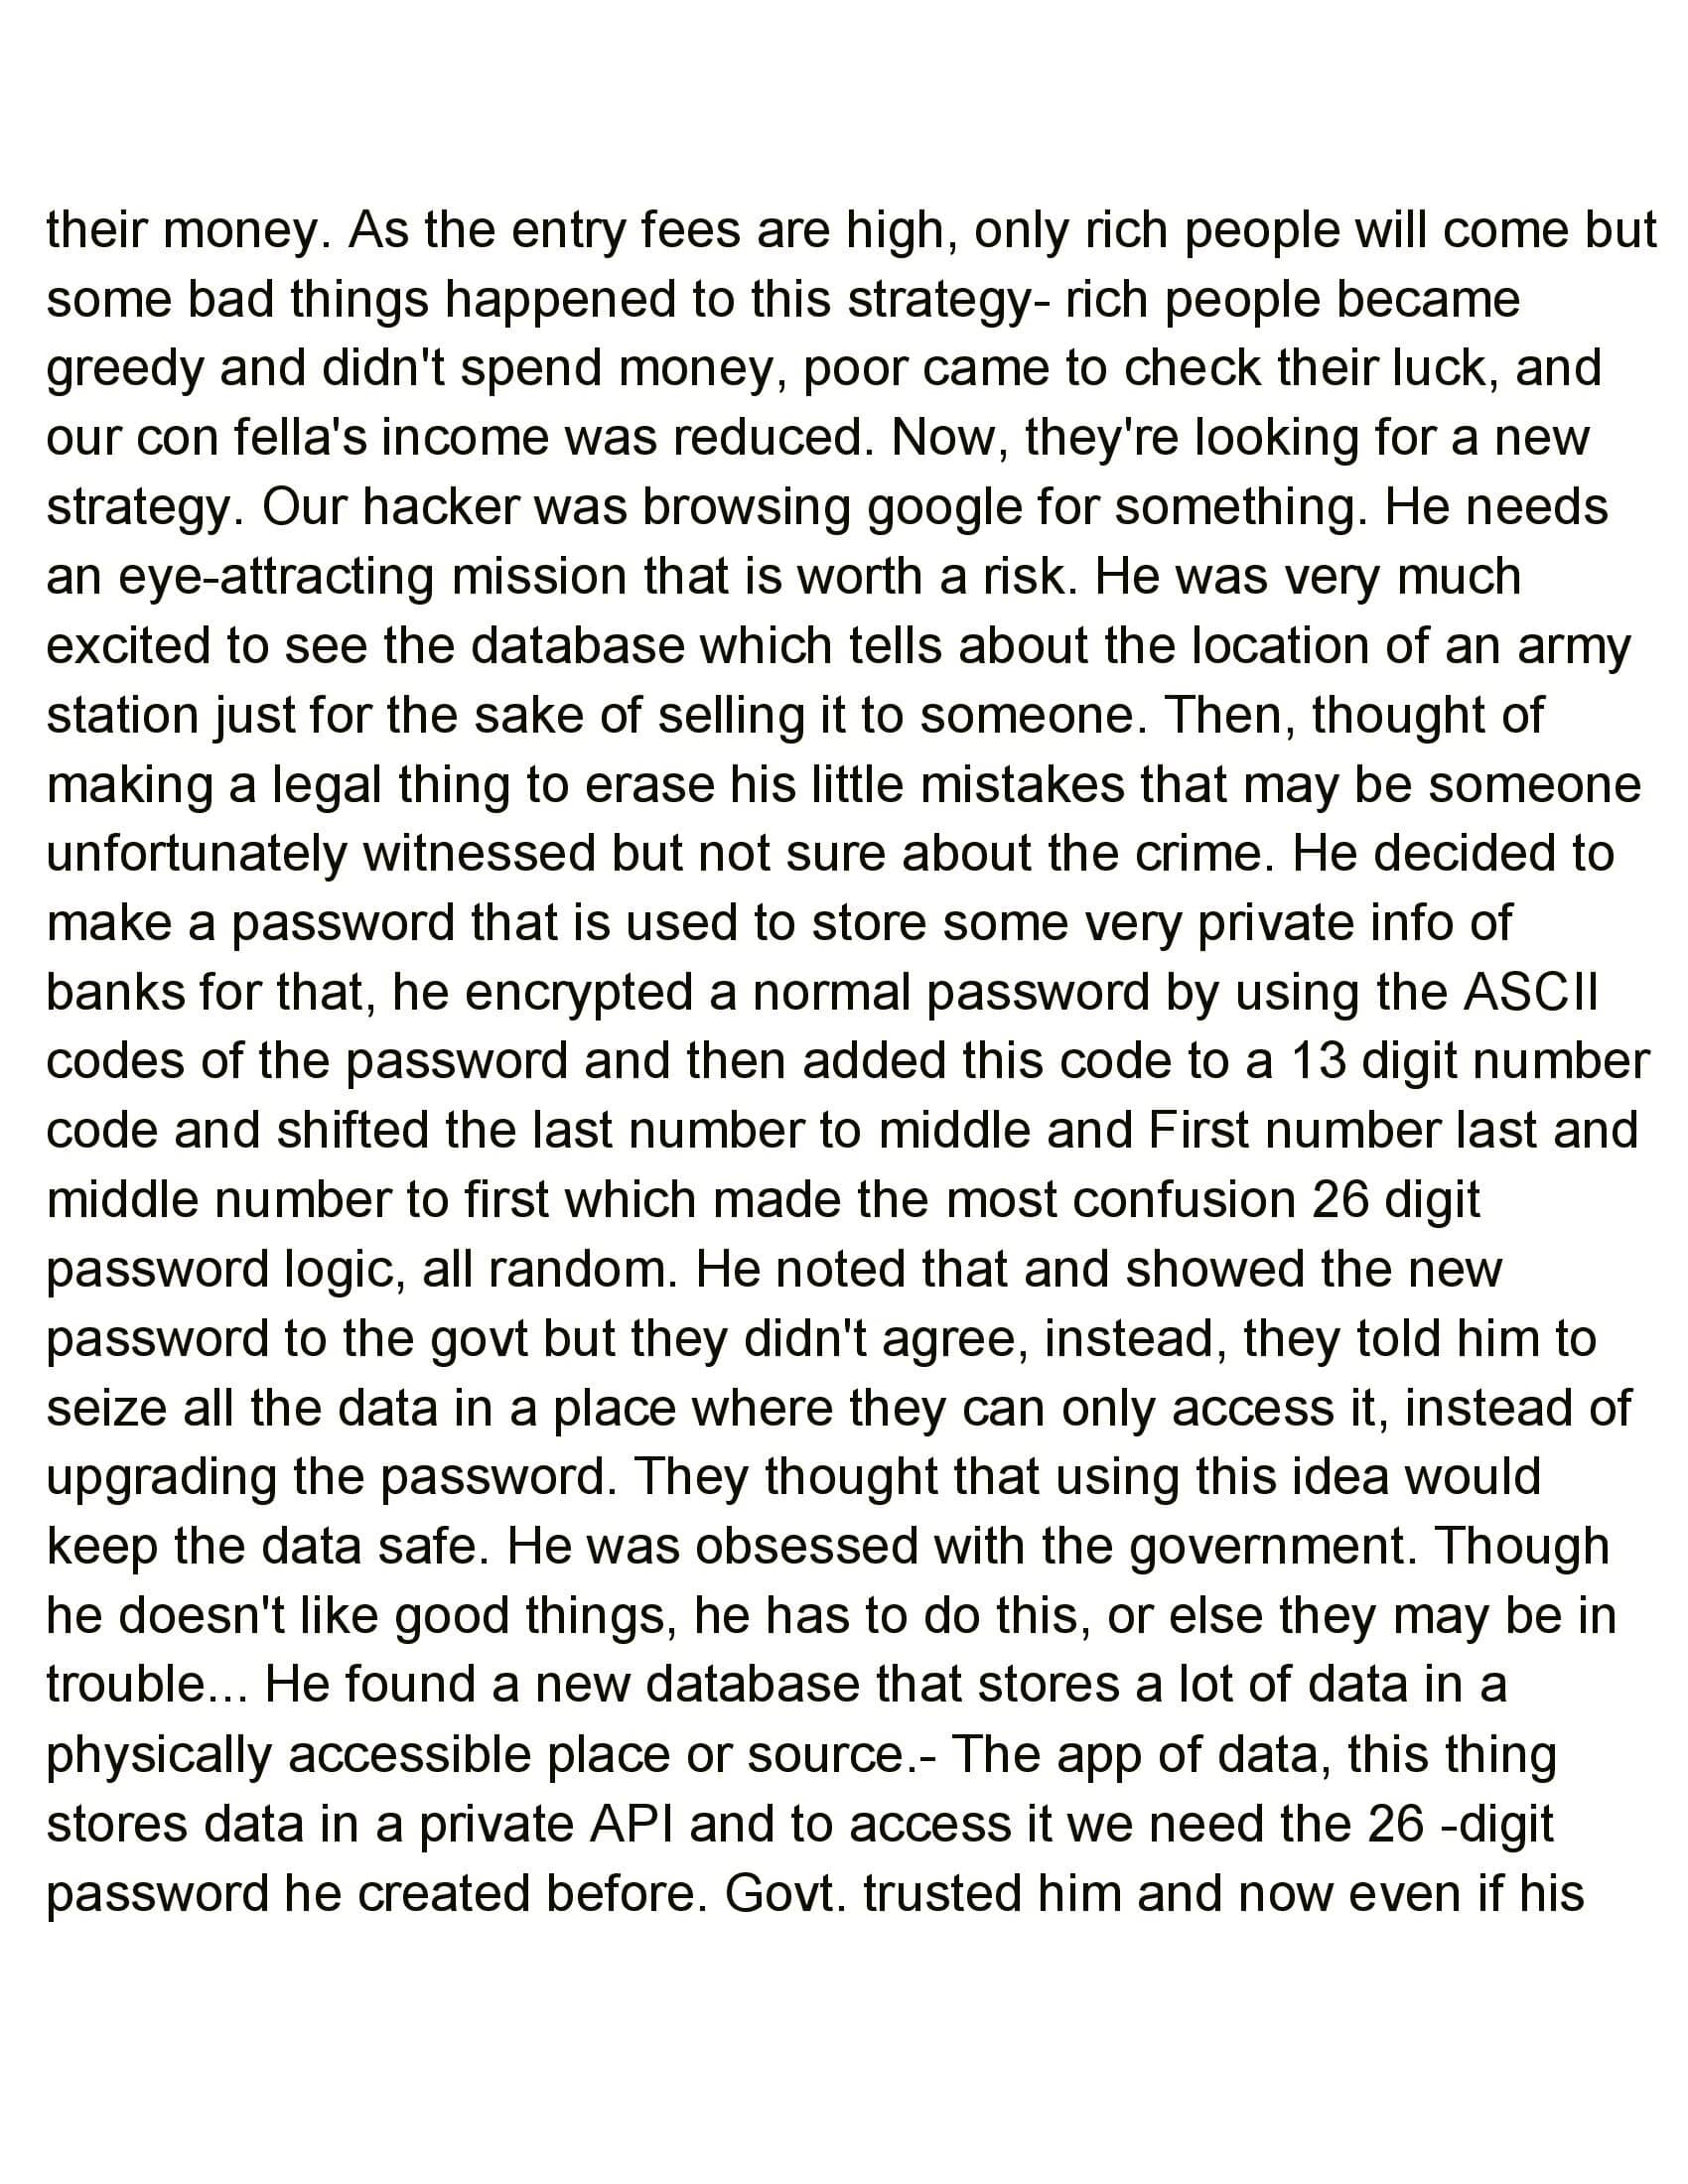 their money. As the entry fees are high, only rich people will come but
some bad things happened to this strategy- rich people became
greedy and didn't spend money, poor came to check their luck, and
our con fella's income was reduced. Now, they're looking for a new
strategy. Our hacker was browsing google for something. He needs
an eye-attracting mission that is worth a risk. He was very much
excited to see the database which tells about the location of an army
station just for the sake of selling it to someone. Then, thought of
making a legal thing to erase his little mistakes that may be someone
unfortunately witnessed but not sure about the crime. He decided to
make a password that is used to store some very private info of
banks for that, he encrypted a normal password by using the ASCII
codes of the password and then added this code to a 13 digit number
code and shifted the last number to middle and First number last and
middle number to first which made the most confusion 26 digit
password logic, all random. He noted that and showed the new
password to the govt but they didn't agree, instead, they told him to
seize all the data in a place where they can only access it, instead of
upgrading the password. They thought that using this idea would
keep the data safe. He was obsessed with the government. Though
he doesn't like good things, he has to do this, or else they may be in
trouble... He found a new database that stores a lot of data in a
physically accessible place or source.- The app of data, this thing
stores data in a private API and to access it we need the 26 -digit
password he created before. Govt. trusted him and now even if his